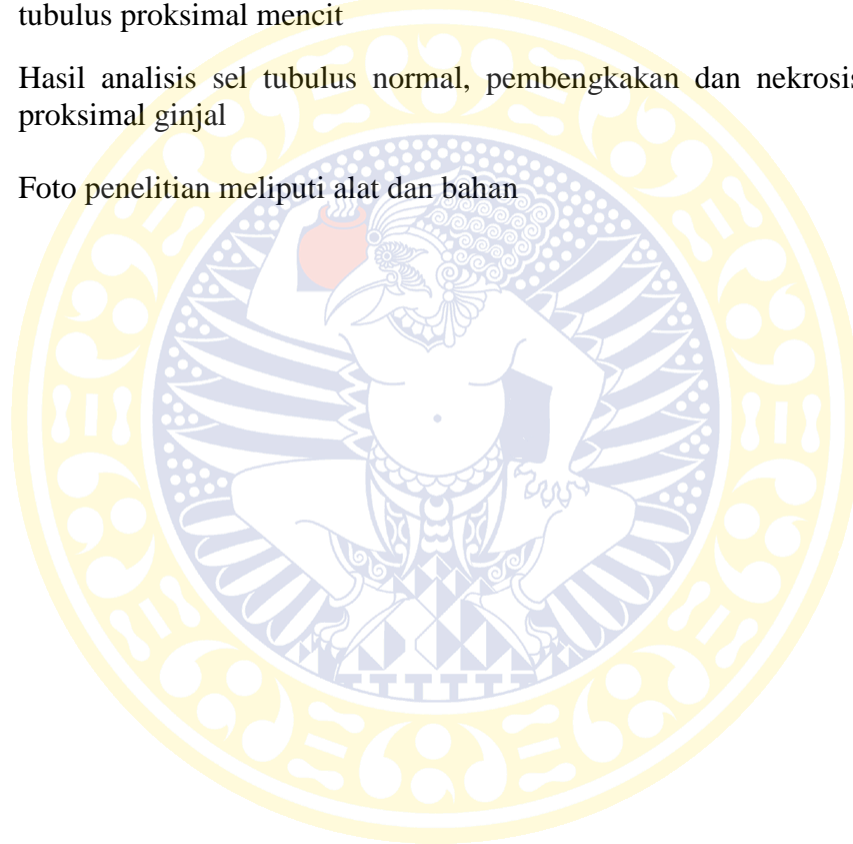 tubulus proksimal mencit
Hasil analisis sel tubulus normal, pembengkakan dan nekrosis
proksimal ginjal
Foto penelitian meliputi alat dan bahan